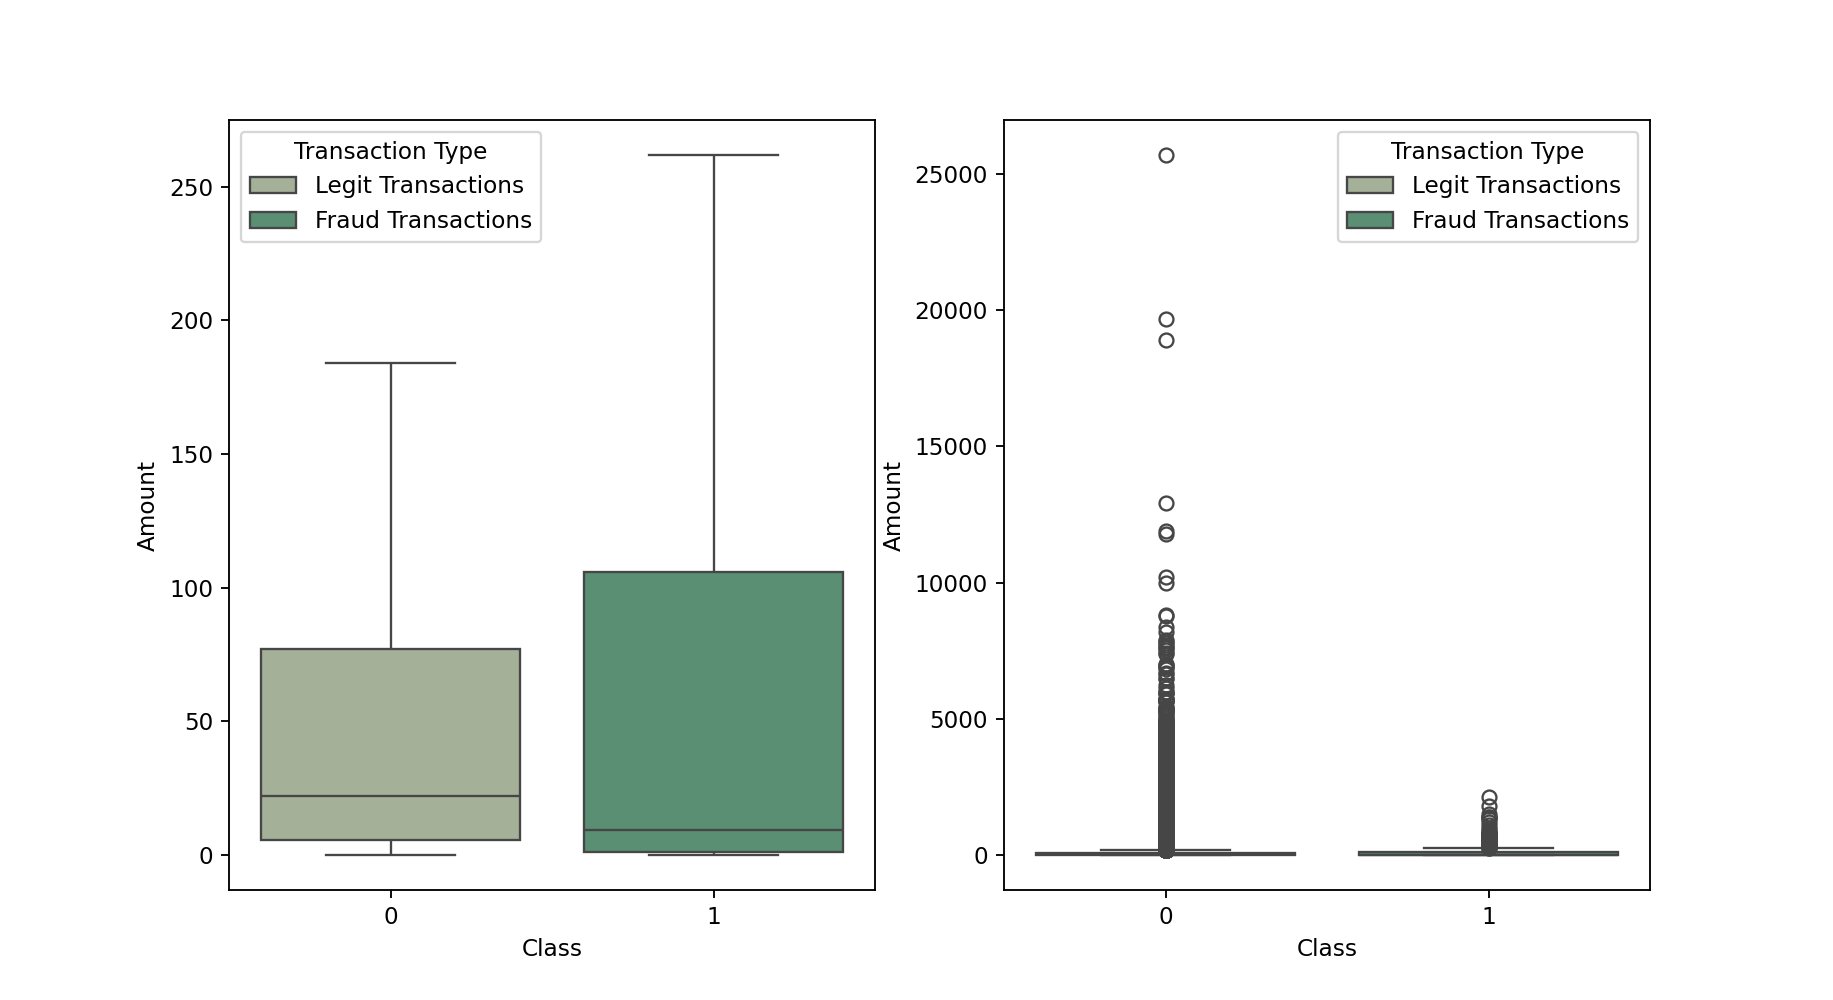 Transaction Type
Legit Transactions
Fraud Transactions
250
200
150
100
50
0
Amount
0
1
Class
Transaction Type
Legit Transactions
Fraud Transactions
25000
20000
15000
10000
5000
0
Amount
0
1
Class